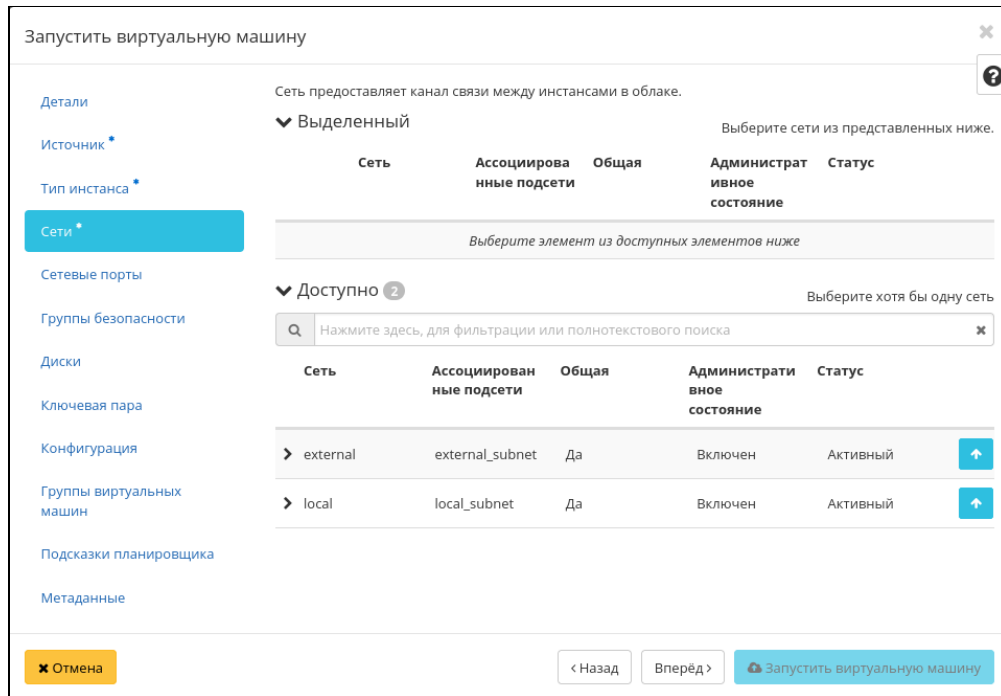 Запустить виртуальную машину
Детали
Источник *
Тип инстанса *
Сети *
Сетевые порты
Группы безопасности
Диски
Ключевая пара
Конфигурация
Группы виртуальных
машин
Подсказки планировщика
Метаданные
Сеть предоставляет канал связи между инстансами в облаке.
Выделенный
Выберите сети из представленных ниже.
Сеть Ассоциирова Общая Администрат Статус
нные подсети ивное
состояние
Выберите элемент из доступных элементов ниже
Доступно 2
Выберите хотя бы одну сеть
Нажмите здесь, для фильтрации или полнотекстового поиска
Сеть Ассоциирован Общая Администрати Статус
ные подсети вное
состояние
external external_subnet Да Включен Активный
local local_subnet Да Включен Активный
Отмена
Назад Вперёд Запустить виртуальную машину